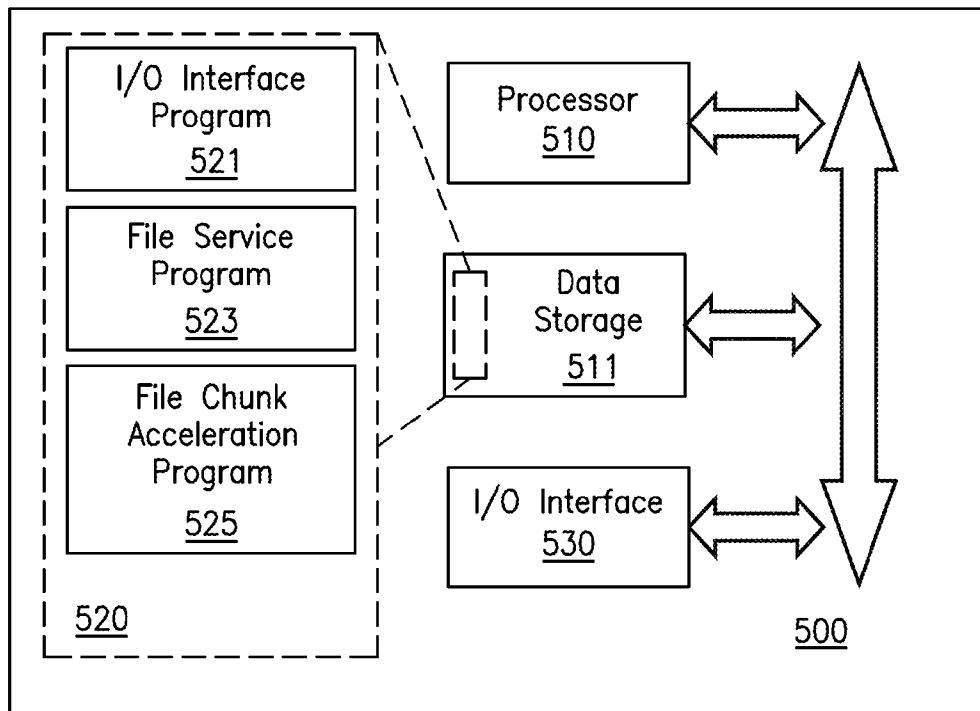 I/O Interface
Program
521
File Service
Program
523
File Chunk
Acceleration
Program
525
520
Processor
510
Data
Storage
511
I/O Interface
530
500